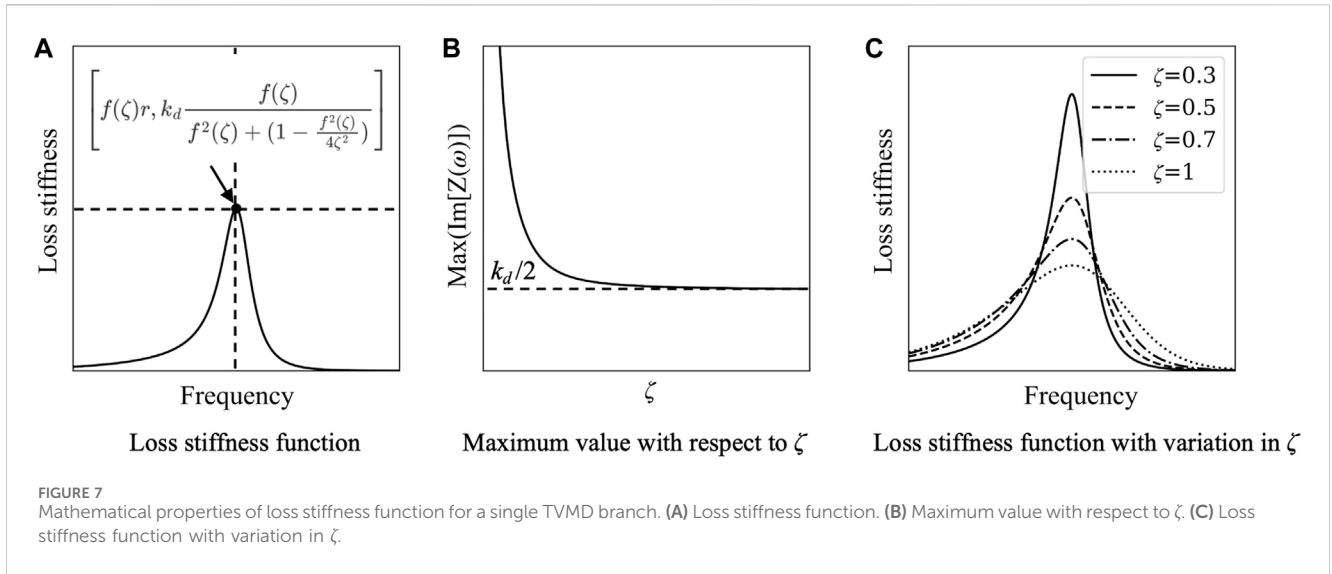 A
[f(ζ)r, k_d f(ζ) / (f²(ζ) + (1 − f²(ζ)/4ζ²))]
Loss stiffness
Frequency
Loss stiffness function
B
Max(Im[Z(ω)])
k_d/2
ζ
Maximum value with respect to ζ
C
ζ=0.3
ζ=0.5
ζ=0.7
ζ=1
Loss stiffness
Frequency
Loss stiffness function with variation in ζ
FIGURE 7
Mathematical properties of loss stiffness function for a single TVMD branch. (A) Loss stiffness function. (B) Maximum value with respect to ζ. (C) Loss
stiffness function with variation in ζ.